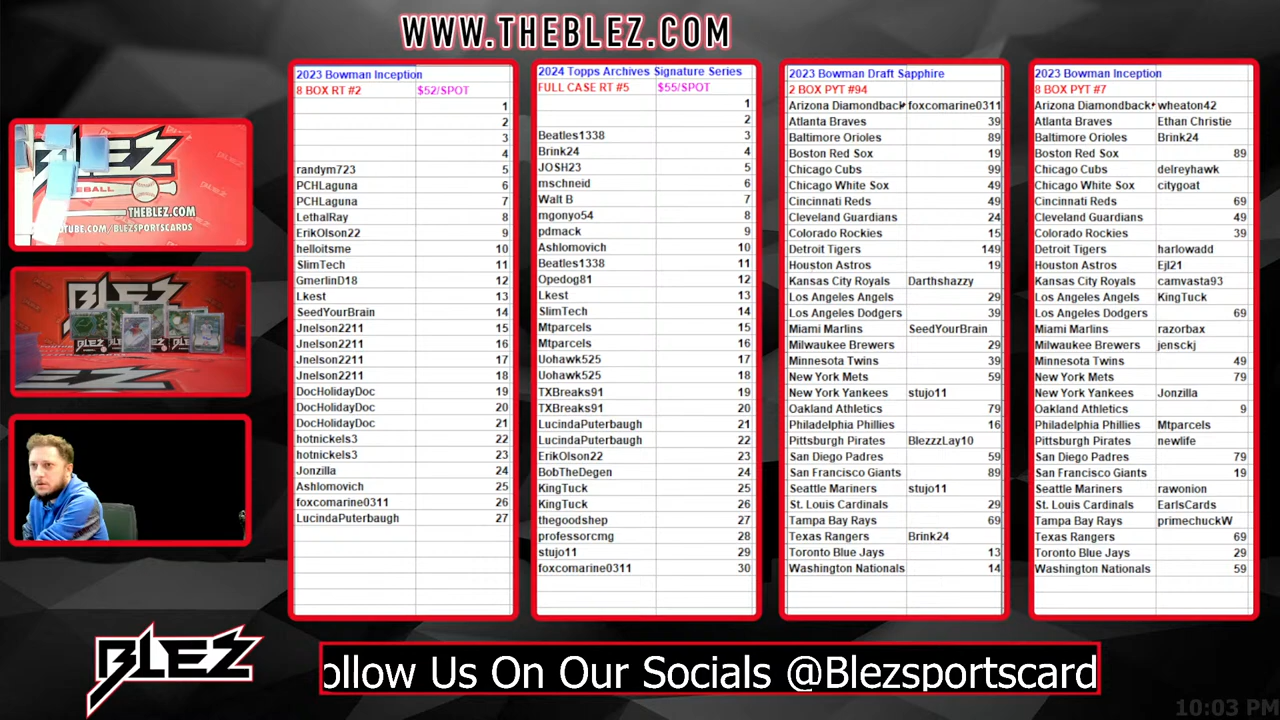 WWW.THEBLEZ.COM
2023 Bowman Inception
8 BOX RT #2 $52/SPOT
1
2
3
4
randym723 5
PCHLaguna 6
PCHLaguna 7
LethalRay 8
ErikOlson22 9
helloitsme 10
SlimTech 11
GmerlinD18 12
Lkest 13
SeedYourBrain 14
Jnelson2211 15
Jnelson2211 16
Jnelson2211 17
Jnelson2211 18
DocHolidayDoc 19
DocHolidayDoc 20
DocHolidayDoc 21
hotnickels3 22
hotnickels3 23
Jonzilla 24
Ashlomovich 25
foxcomarine0311 26
LucindaPuterbaugh 27
2024 Topps Archives Signature Series
FULL CASE RT #5 $55/SPOT
1
2
Beatles1338 3
Brink24 4
JOSH23 5
mschneid 6
Walt B 7
mgonyo54 8
pdmack 9
Ashlomovich 10
Beatles1338 11
Opedog81 12
Lkest 13
SlimTech 14
Mtparcels 15
Mtparcels 16
Uohawk525 17
Uohawk525 18
TXBreaks91 19
TXBreaks91 20
LucindaPuterbaugh 21
LucindaPuterbaugh 22
ErikOlson22 23
BobTheDegen 24
KingTuck 25
KingTuck 26
thegoodshep 27
professorcmg 28
stujo11 29
foxcomarine0311 30
2023 Bowman Draft Sapphire
2 BOX PYT #94
Arizona Diamondback foxcomarine0311
Atlanta Braves 39
Baltimore Orioles 89
Boston Red Sox 19
Chicago Cubs 99
Chicago White Sox 49
Cincinnati Reds 49
Cleveland Guardians 24
Colorado Rockies 15
Detroit Tigers 149
Houston Astros 19
Kansas City Royals Darthshazzy
Los Angeles Angels 29
Los Angeles Dodgers 39
Miami Marlins SeedYourBrain
Milwaukee Brewers 29
Minnesota Twins 39
New York Mets 59
New York Yankees stujo11
Oakland Athletics 79
Philadelphia Phillies 16
Pittsburgh Pirates BlezzzLay10
San Diego Padres 59
San Francisco Giants 89
Seattle Mariners stujo11
St. Louis Cardinals 29
Tampa Bay Rays 69
Texas Rangers Brink24
Toronto Blue Jays 13
Washington Nationals 14
2023 Bowman Inception
8 BOX PYT #7
Arizona Diamondback wheaton42
Atlanta Braves Ethan Christie
Baltimore Orioles Brink24
Boston Red Sox 89
Chicago Cubs delreyhawk
Chicago White Sox citygoat
Cincinnati Reds 69
Cleveland Guardians 49
Colorado Rockies 39
Detroit Tigers harlowadd
Houston Astros Ejl21
Kansas City Royals camvasta93
Los Angeles Angels KingTuck
Los Angeles Dodgers 69
Miami Marlins razorbax
Milwaukee Brewers jensckj
Minnesota Twins 49
New York Mets 79
New York Yankees Jonzilla
Oakland Athletics 9
Philadelphia Phillies Mtparcels
Pittsburgh Pirates newlife
San Diego Padres 79
San Francisco Giants 19
Seattle Mariners rawonion
St. Louis Cardinals EarlsCards
Tampa Bay Rays primechuckW
Texas Rangers 69
Toronto Blue Jays 29
Washington Nationals 59
BLEZ
THEBLEZ.COM
BLEZ
BLEZ
ollow Us On Our Socials @Blezsportscard
10:03 PM